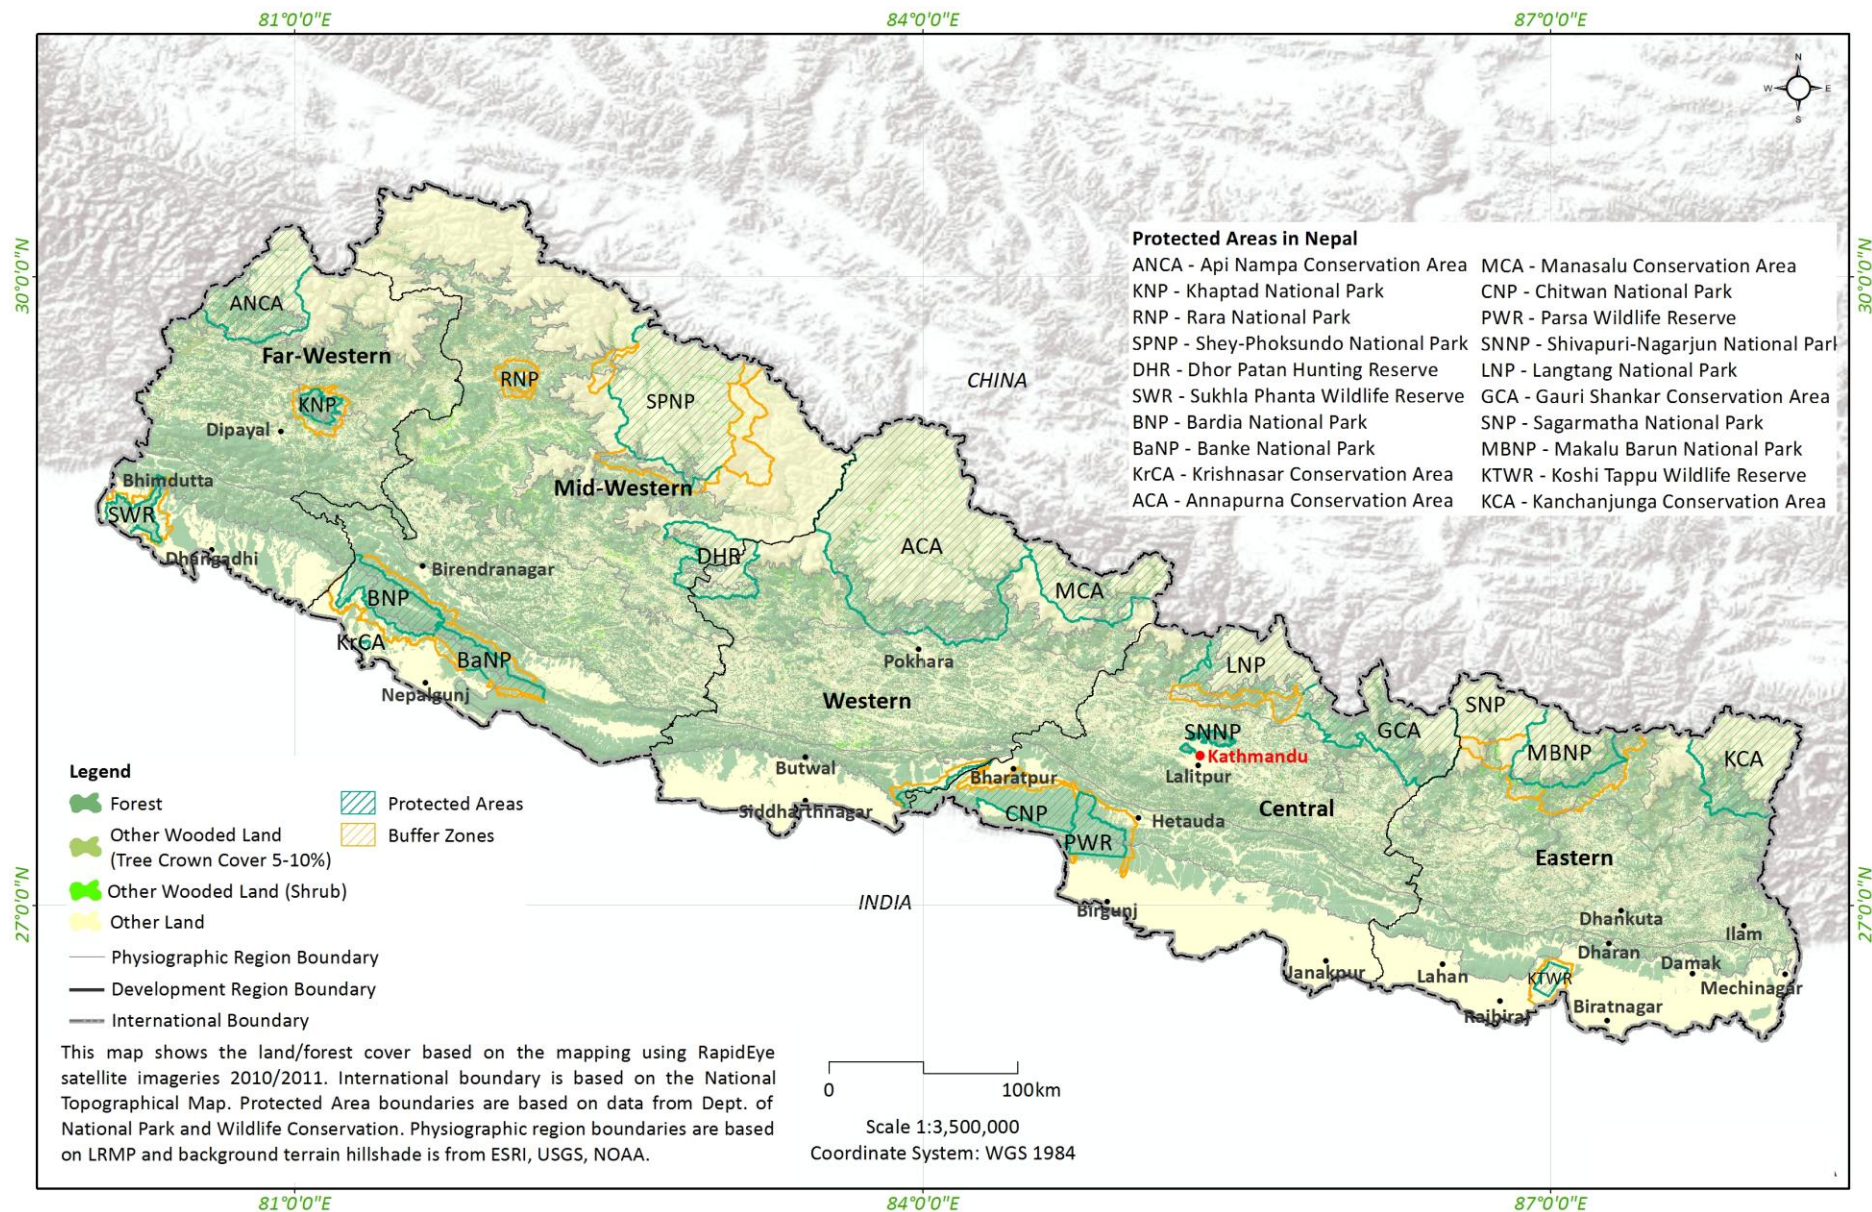 81°0'0"E
84°0'0"E
87°0'0"E
N
W
E
S
30°0'0"N
30°0'0"N
Protected Areas in Nepal
ANCA - Api Nampa Conservation Area
KNP - Khaptad National Park
RNP - Rara National Park
SPNP - Shey-Phoksundo National Park
DHR - Dhor Patan Hunting Reserve
SWR - Sukhla Phanta Wildlife Reserve
BNP - Bardia National Park
BaNP - Banke National Park
KrCA - Krishnasar Conservation Area
ACA - Annapurna Conservation Area
MCA - Manasalu Conservation Area
CNP - Chitwan National Park
PWR - Parsa Wildlife Reserve
SNNP - Shivapuri-Nagarjun National Park
LNP - Langtang National Park
GCA - Gauri Shankar Conservation Area
SNP - Sagarmatha National Park
MBNP - Makalu Barun National Park
KTWR - Koshi Tappu Wildlife Reserve
KCA - Kanchanjunga Conservation Area
ANCA
Far-Western
RNP
CHINA
KNP
SPNP
Dipayal
Bhimdutta
Mid-Western
SWR
Dhangadhi
Birendranagar
DHR
ACA
BNP
MCA
KrCA
BaNP
Pokhara
LNP
Nepalgunj
Western
SNP
SNNP
GCA
Kathmandu
MBNP
KCA
Butwal
Bharatpur
Lalitpur
Siddharthnagar
CNP
Hetauda
Central
PWR
Eastern
INDIA
Birgunj
Dhankuta
Ilam
Dharan
Janakpur
Lahan
KTWR
Damak
Mechinagar
Rajbiraj
Biratnagar
27°0'0"N
27°0'0"N
Legend
Forest
Other Wooded Land
(Tree Crown Cover 5-10%)
Other Wooded Land (Shrub)
Other Land
Protected Areas
Buffer Zones
Physiographic Region Boundary
Development Region Boundary
International Boundary
This map shows the land/forest cover based on the mapping using RapidEye
satellite imageries 2010/2011. International boundary is based on the National
Topographical Map. Protected Area boundaries are based on data from Dept. of
National Park and Wildlife Conservation. Physiographic region boundaries are based
on LRMP and background terrain hillshade is from ESRI, USGS, NOAA.
0
100km
Scale 1:3,500,000
Coordinate System: WGS 1984
81°0'0"E
84°0'0"E
87°0'0"E